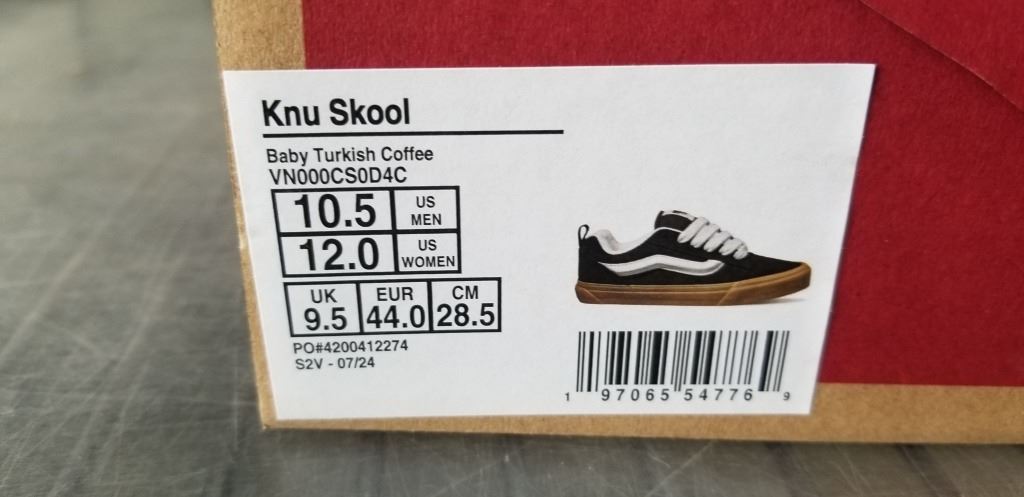 Knu Skool
Baby Turkish Coffee
VN000CS0D4C
10.5 US MEN
12.0 US WOMEN
UK EUR CM
9.5 44.0 28.5
PO#4200412274
S2V - 07/24
1 97065 54776 9